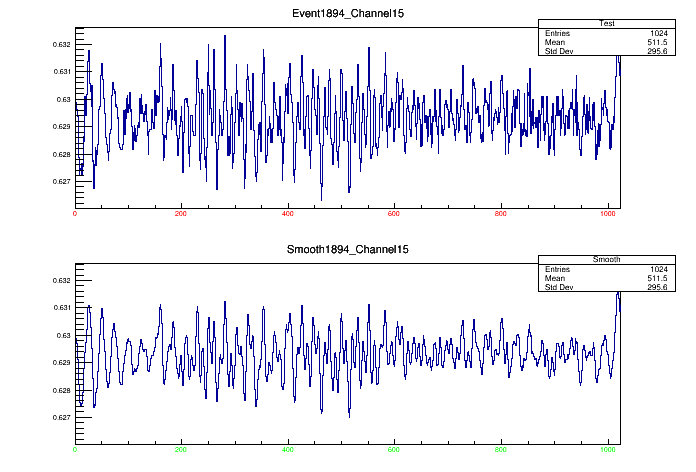 Event1894_Channel15
Test
Entries 1024
Mean 511.5
Std Dev 295.6
0.632
0.631
0.63
0.629
0.628
0.627
0 200 400 600 800 1000
Smooth1894_Channel15
Smooth
Entries 1024
Mean 511.5
Std Dev 295.6
0.632
0.631
0.63
0.629
0.628
0.627
0 200 400 600 800 1000